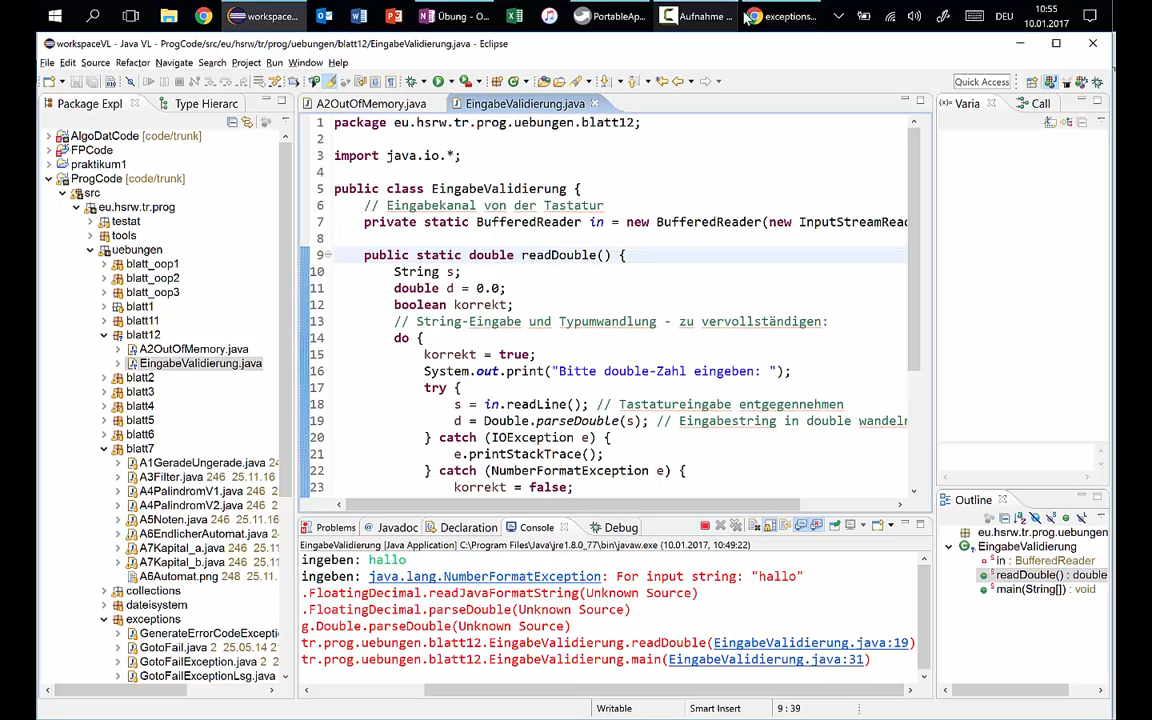 workspace...
Übung - O...
PortableAp...
Aufnahme ...
exceptions...
DEU
10:55
10.01.2017
workspaceVL - Java VL - ProgCode/src/eu/hsrw/tr/prog/uebungen/blatt12/EingabeValidierung.java - Eclipse
File Edit Source Refactor Navigate Search Project Run Window Help
Quick Access
Package Expl
Type Hierarc
A2OutOfMemory.java
EingabeValidierung.java
Varia
Call
AlgoDatCode [code/trunk]
FPCode
praktikum1
ProgCode [code/trunk]
src
eu.hsrw.tr.prog
testat
tools
uebungen
blatt_oop1
blatt_oop2
blatt_oop3
blatt1
blatt11
blatt12
A2OutOfMemory.java
EingabeValidierung.java
blatt2
blatt3
blatt4
blatt5
blatt6
blatt7
A1GeradeUngerade.java 246
A3Filter.java 246 25.11.16
A4PalindromV1.java 246
A4PalindromV2.java 246
A5Noten.java 246 25.11.16
A6EndlicherAutomat.java
A7Kapital_a.java 246 25.1
A7Kapital_b.java 246 25.1
A6Automat.png 246 25.11
collections
dateisystem
exceptions
GenerateErrorCodeExcepti
GotoFail.java 2 25.05.14
GotoFailException.java 2
GotoFailExceptionLsg.java
1 package eu.hsrw.tr.prog.uebungen.blatt12;
2
3 import java.io.*;
4
5 public class EingabeValidierung {
6 // Eingabekanal von der Tastatur
7 private static BufferedReader in = new BufferedReader(new InputStreamRead
8
9 public static double readDouble() {
10 String s;
11 double d = 0.0;
12 boolean korrekt;
13 // String-Eingabe und Typumwandlung - zu vervollständigen:
14 do {
15 korrekt = true;
16 System.out.print("Bitte double-Zahl eingeben: ");
17 try {
18 s = in.readLine(); // Tastatureingabe entgegennehmen
19 d = Double.parseDouble(s); // Eingabestring in double wandeln
20 } catch (IOException e) {
21 e.printStackTrace();
22 } catch (NumberFormatException e) {
23 korrekt = false;
Problems
Javadoc
Declaration
Console
Debug
EingabeValidierung [Java Application] C:\Program Files\Java\jre1.8.0_77\bin\javaw.exe (10.01.2017, 10:49:22)
ingeben: hallo
ingeben: java.lang.NumberFormatException: For input string: "hallo"
.FloatingDecimal.readJavaFormatString(Unknown Source)
.FloatingDecimal.parseDouble(Unknown Source)
g.Double.parseDouble(Unknown Source)
tr.prog.uebungen.blatt12.EingabeValidierung.readDouble(EingabeValidierung.java:19)
tr.prog.uebungen.blatt12.EingabeValidierung.main(EingabeValidierung.java:31)
Outline
eu.hsrw.tr.prog.uebungen
EingabeValidierung
in : BufferedReader
readDouble() : double
main(String[]) : void
Writable
Smart Insert
9 : 39